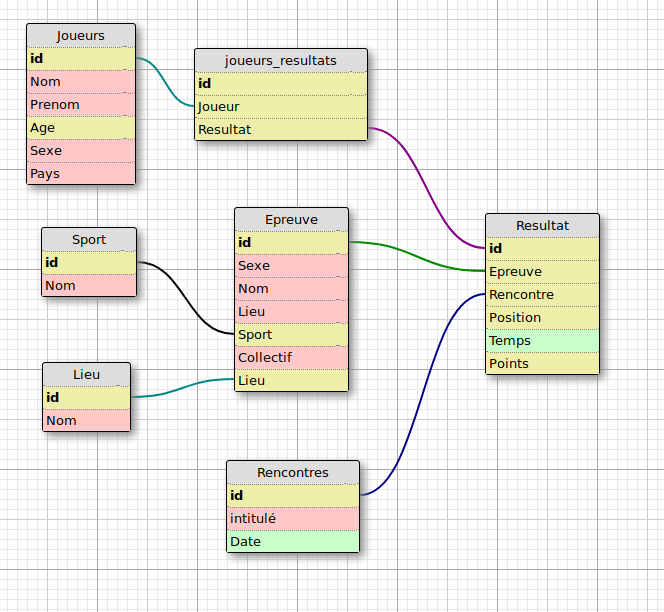 Joueurs
id
Nom
Prenom
Age
Sexe
Pays
joueurs_resultats
id
Joueur
Resultat
Sport
id
Nom
Epreuve
id
Sexe
Nom
Lieu
Sport
Collectif
Lieu
Resultat
id
Epreuve
Rencontre
Position
Temps
Points
Lieu
id
Nom
Rencontres
id
intitulé
Date